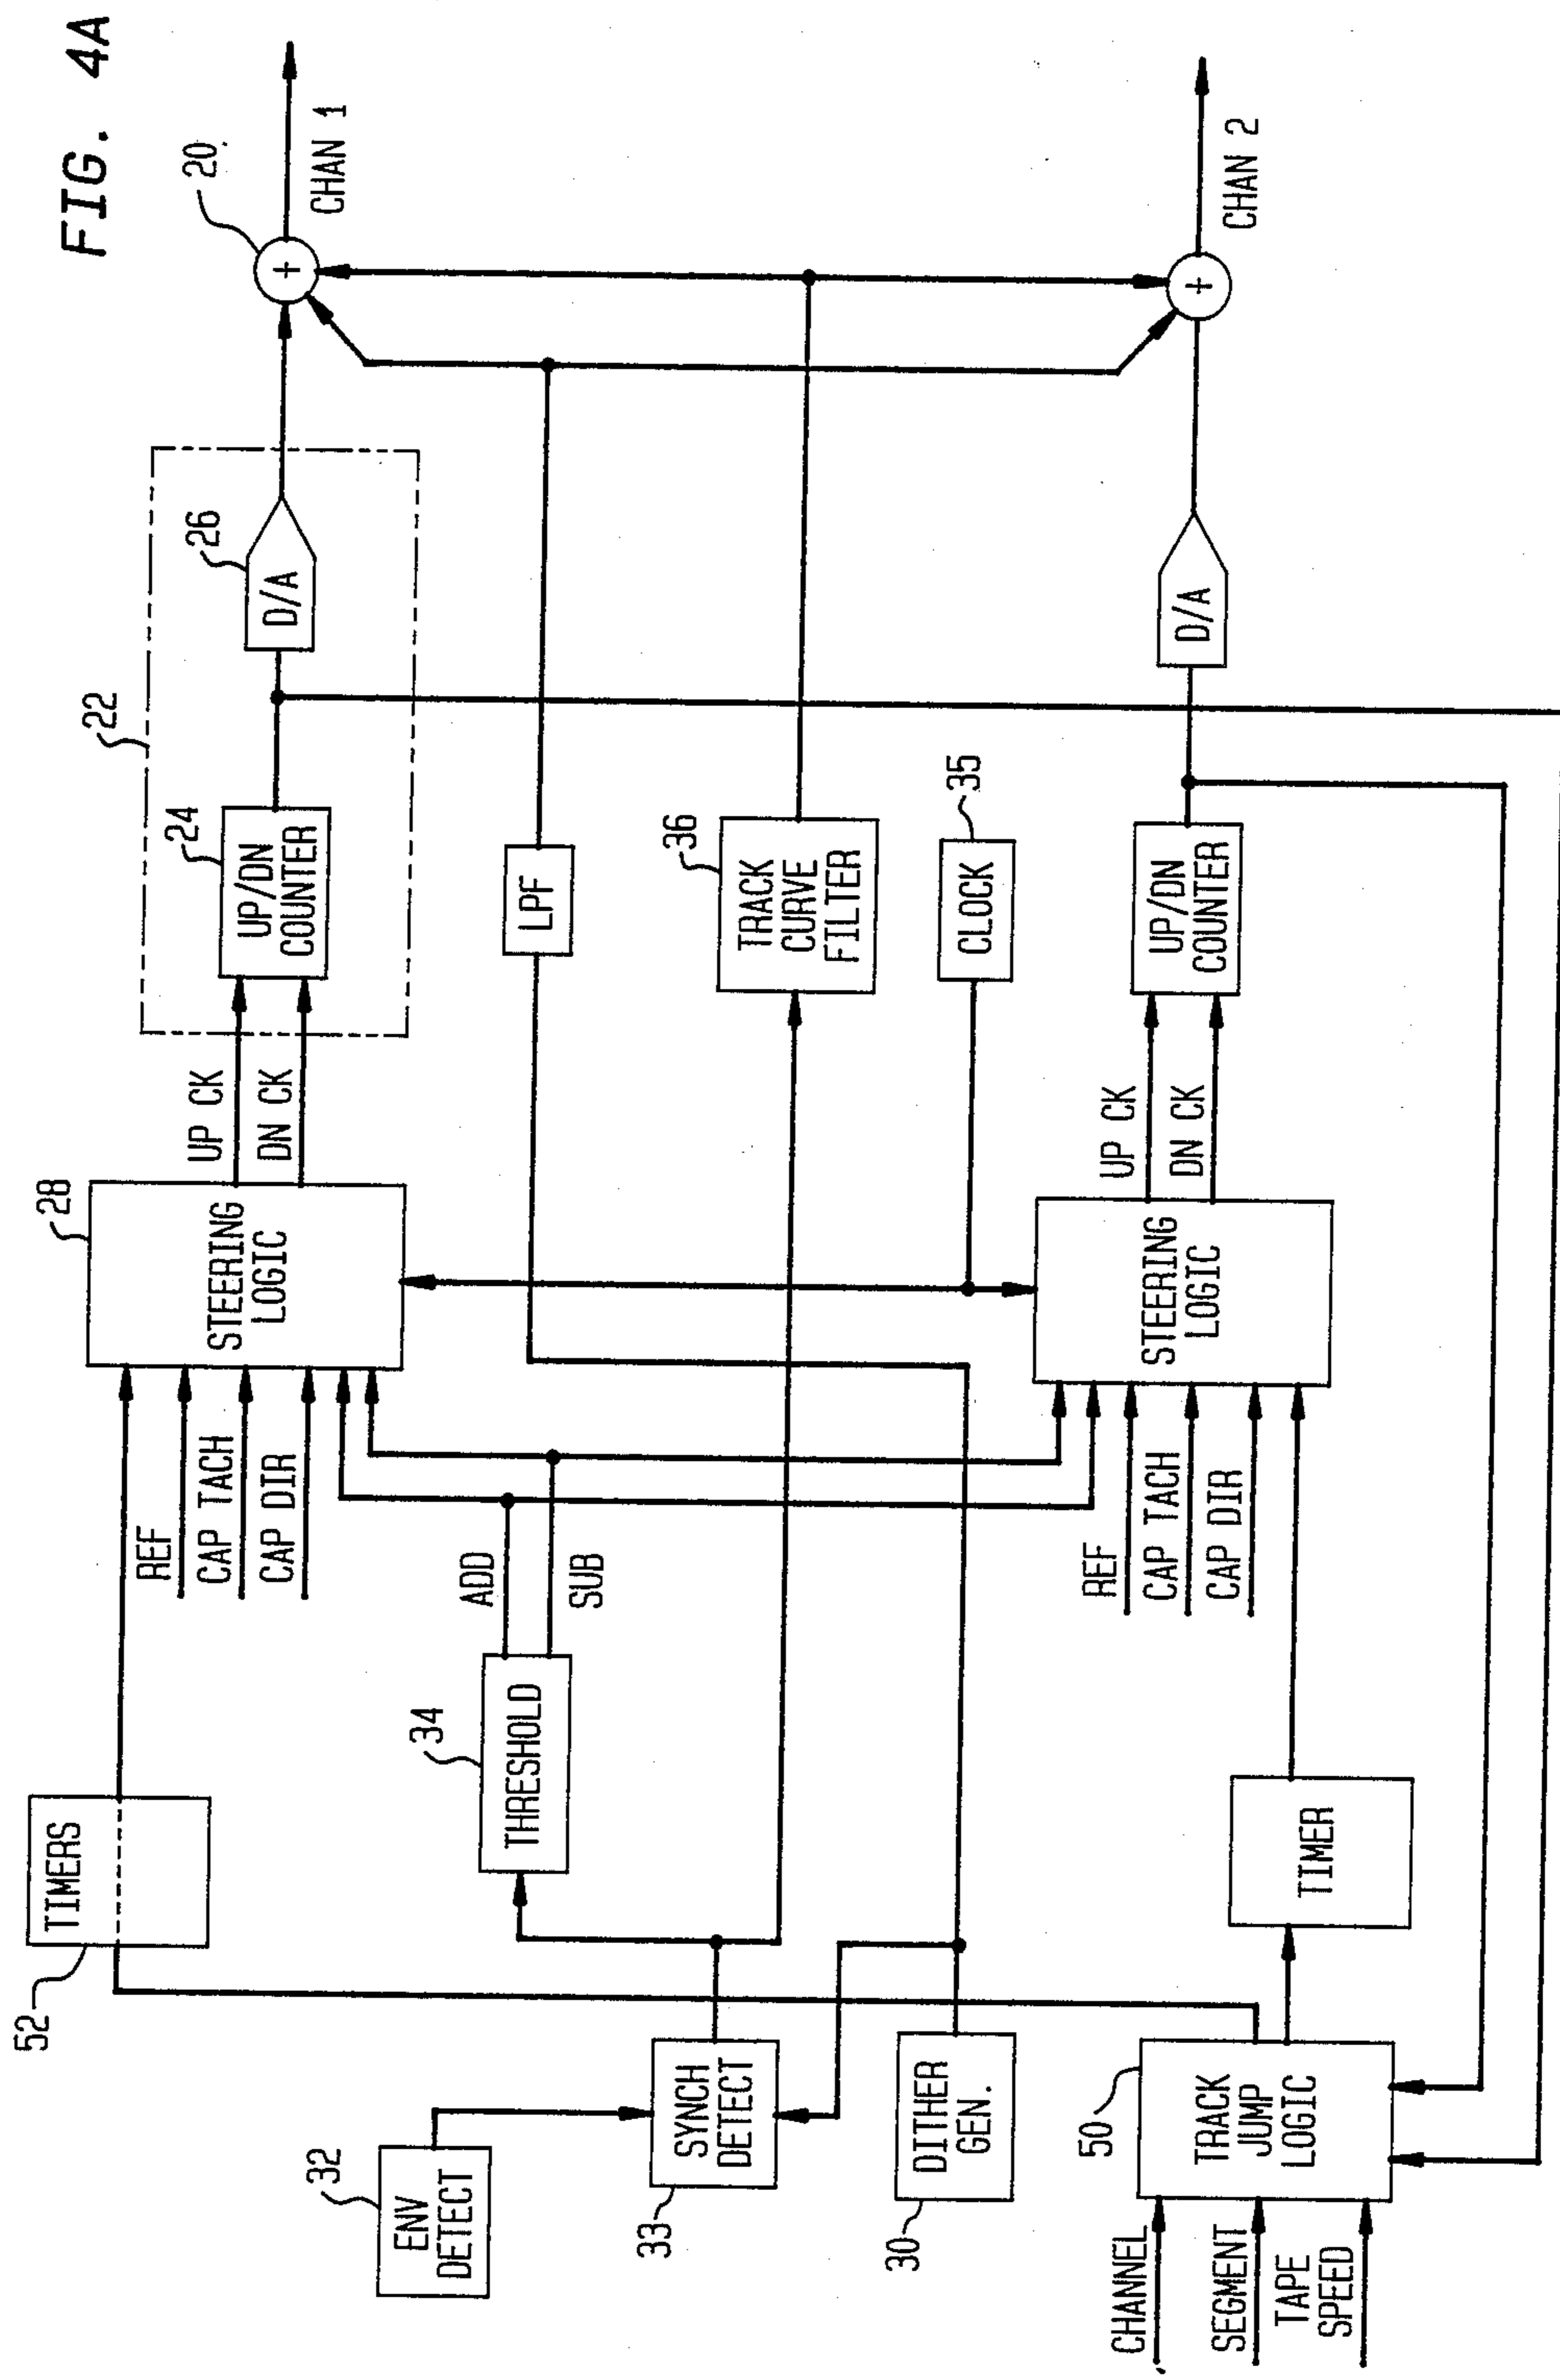 FIG. 4A
52
TIMERS
28
STEERING
LOGIC
REF
CAP TACH
CAP DIR
UP CK
DN CK
22
24
UP/DN
COUNTER
26
D/A
20
+
CHAN 1
32
ENV
DETECT
34
THRESHOLD
ADD
SUB
LPF
33
SYNCH
DETECT
36
TRACK
CURVE
FILTER
30
DITHER
GEN.
35
CLOCK
CHANNEL
SEGMENT
TAPE
SPEED
50
TRACK
JUMP
LOGIC
TIMER
REF
CAP TACH
CAP DIR
STEERING
LOGIC
UP CK
DN CK
UP/DN
COUNTER
D/A
+
CHAN 2